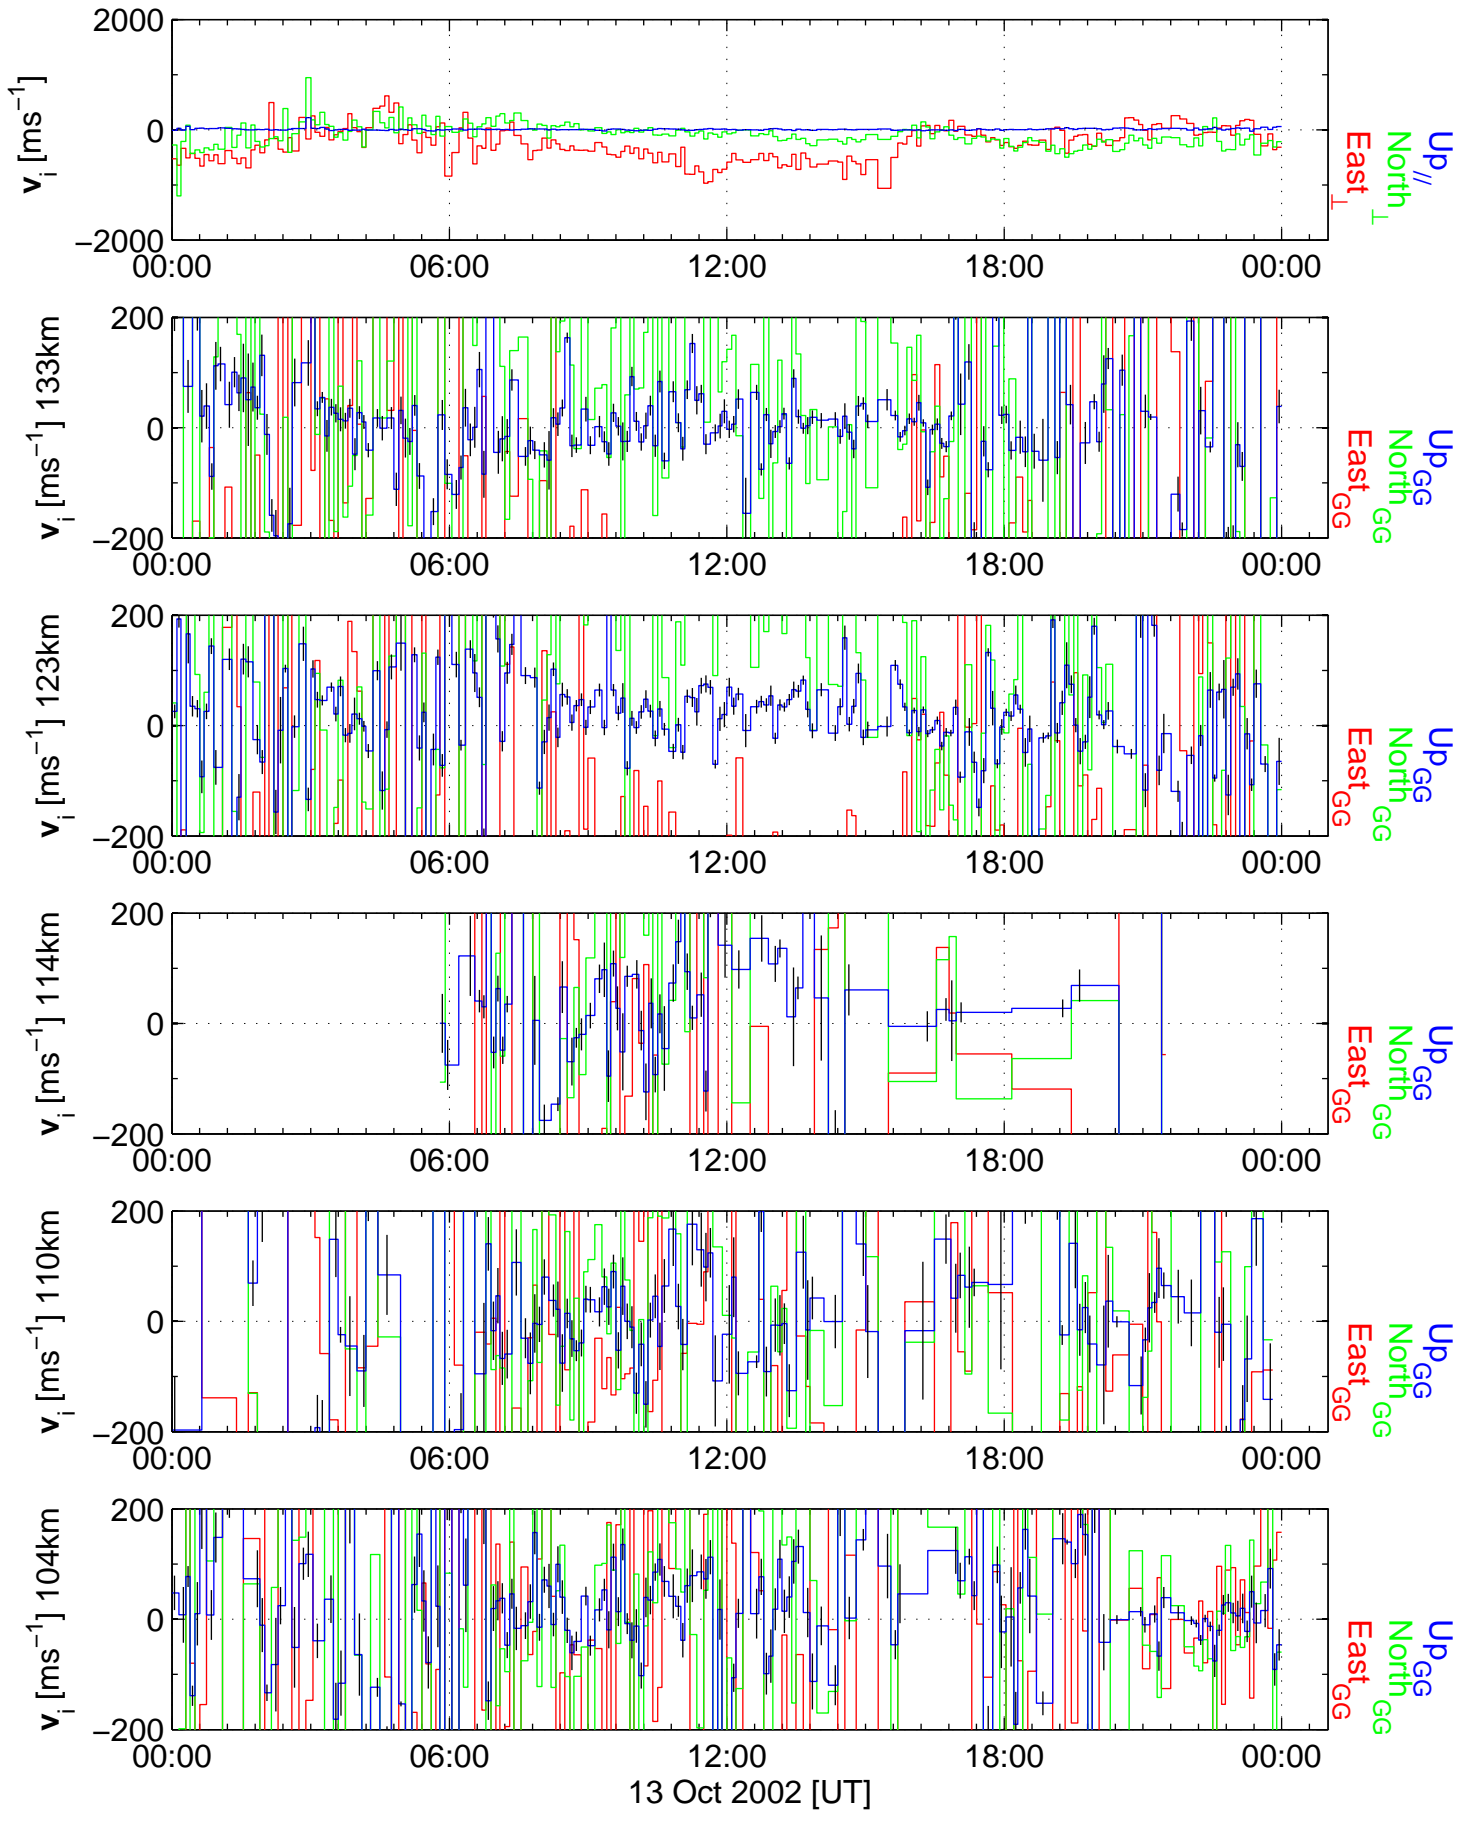 2000
0
−2000
v_i [ms^−1]
00:00 06:00 12:00 18:00 00:00
East_⊥ North_⊥ Up_//
200
0
−200
v_i [ms^−1] 133km
00:00 06:00 12:00 18:00 00:00
East_GG North_GG Up_GG
200
0
−200
v_i [ms^−1] 123km
00:00 06:00 12:00 18:00 00:00
East_GG North_GG Up_GG
200
0
−200
v_i [ms^−1] 114km
00:00 06:00 12:00 18:00 00:00
East_GG North_GG Up_GG
200
0
−200
v_i [ms^−1] 110km
00:00 06:00 12:00 18:00 00:00
East_GG North_GG Up_GG
200
0
−200
v_i [ms^−1] 104km
00:00 06:00 12:00 18:00 00:00
East_GG North_GG Up_GG
13 Oct 2002 [UT]